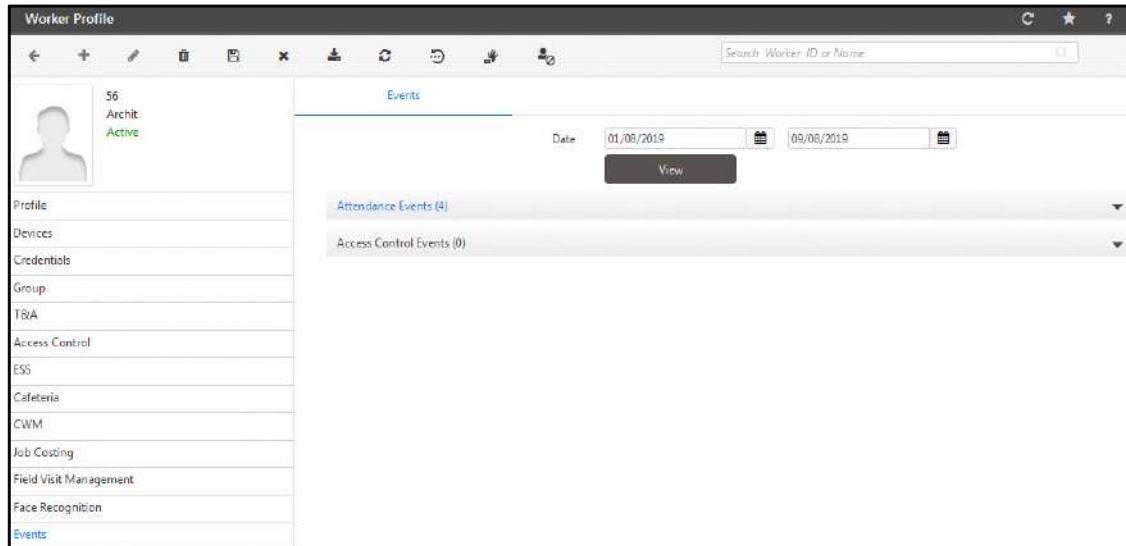 Worker Profile
?
Search Worker ID or Name
56
Archit
Active
Events
Date 01/08/2019 09/08/2019
View
Attendance Events (4)
Access Control Events (0)
Profile
Devices
Credentials
Group
T&A
Access Control
ESS
Cafeteria
CWM
Job Costing
Field Visit Management
Face Recognition
Events